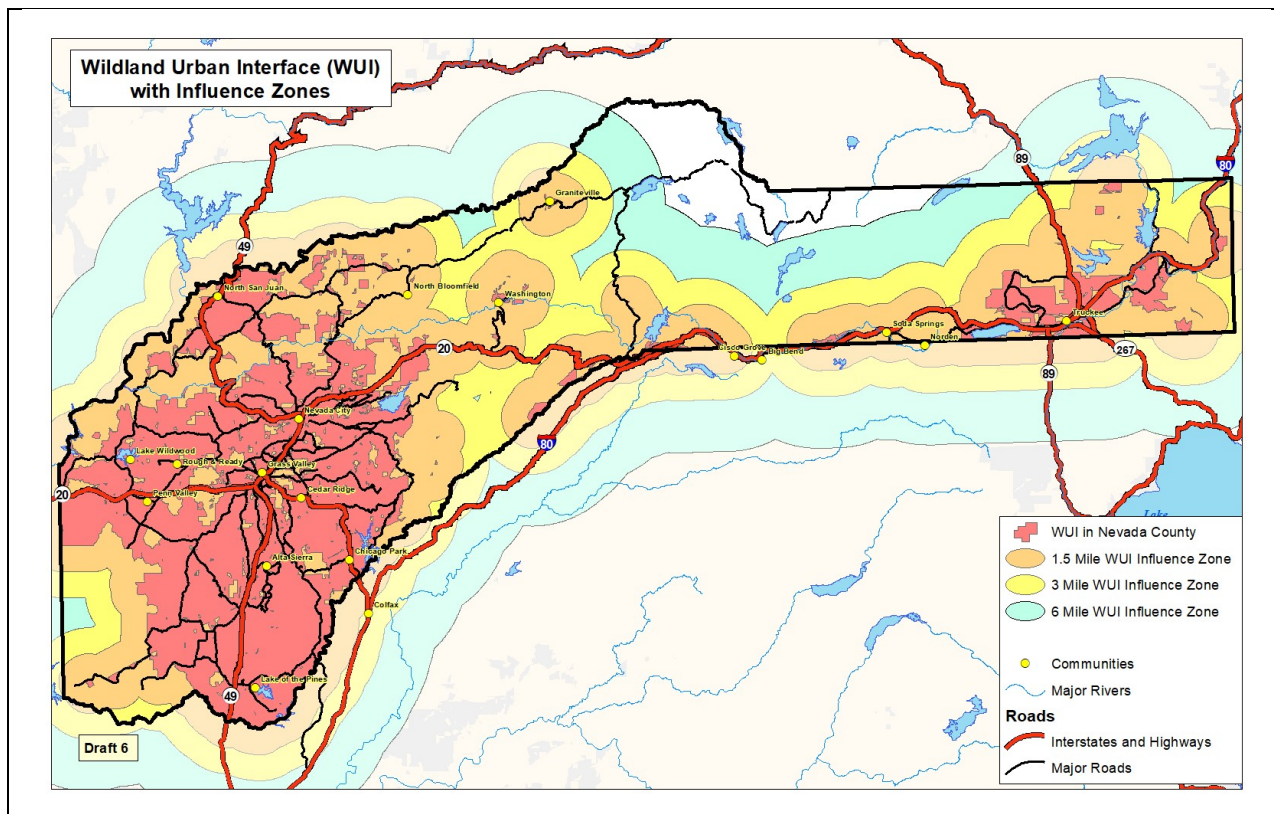 Wildland Urban Interface (WUI)
with Influence Zones
89
80
Graniteville
49
North San Juan
North Bloomfield
Washington
Truckee
Soda Springs
Norden
Cisco Grove
Big Bend
20
267
89
Nevada City
80
Lake Wildwood
Rough & Ready
Grass Valley
20
Penn Valley
Cedar Ridge
Lake
WUI in Nevada County
1.5 Mile WUI Influence Zone
3 Mile WUI Influence Zone
6 Mile WUI Influence Zone
Communities
Major Rivers
Roads
Interstates and Highways
Major Roads
Alta Sierra
Chicago Park
Colfax
Lake of the Pines
49
Draft 6